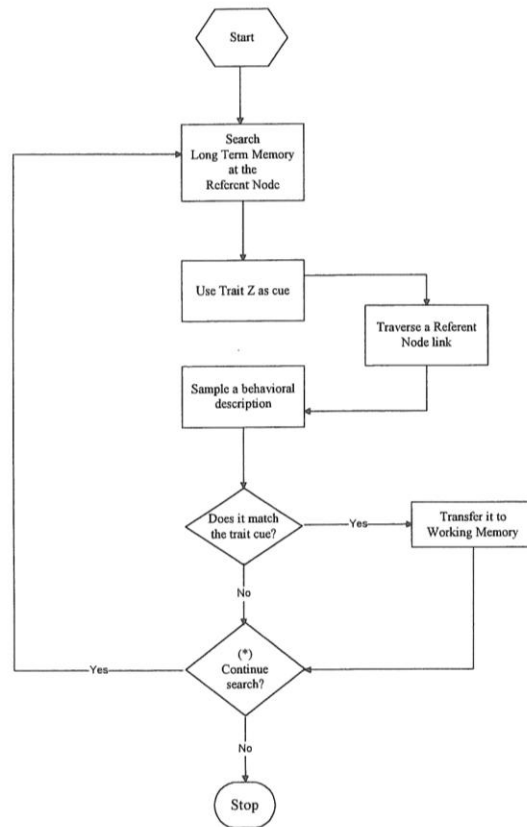 Start
Search
Long Term Memory
at the
Referent Node
Use Trait Z as cue
Traverse a Referent
Node link
Sample a behavioral
description
Does it match
the trait cue?
Yes
Transfer it to
Working Memory
No
(*)
Continue
search?
Yes
No
Stop